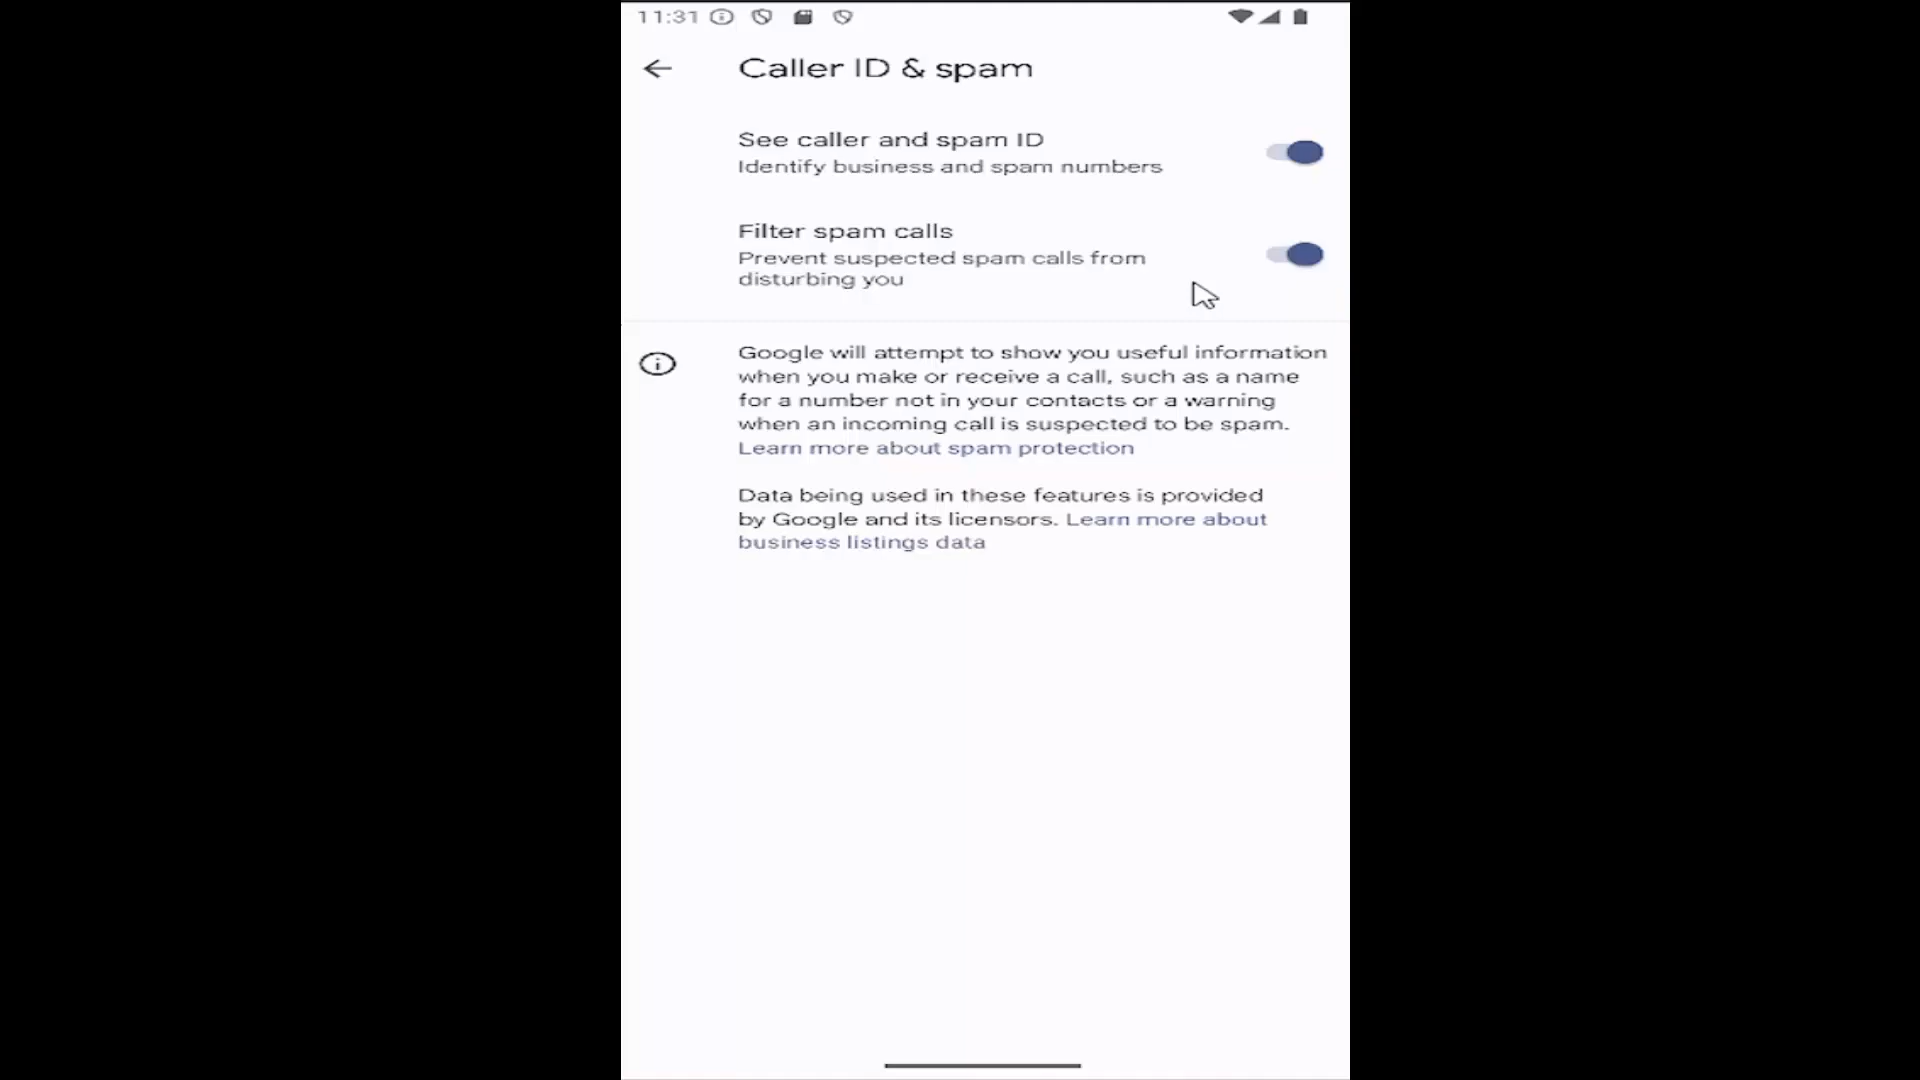 11:31
Caller ID & spam
See caller and spam ID
Identify business and spam numbers
Filter spam calls
Prevent suspected spam calls from
disturbing you
Google will attempt to show you useful information
when you make or receive a call, such as a name
for a number not in your contacts or a warning
when an incoming call is suspected to be spam.
Learn more about spam protection
Data being used in these features is provided
by Google and its licensors. Learn more about
business listings data